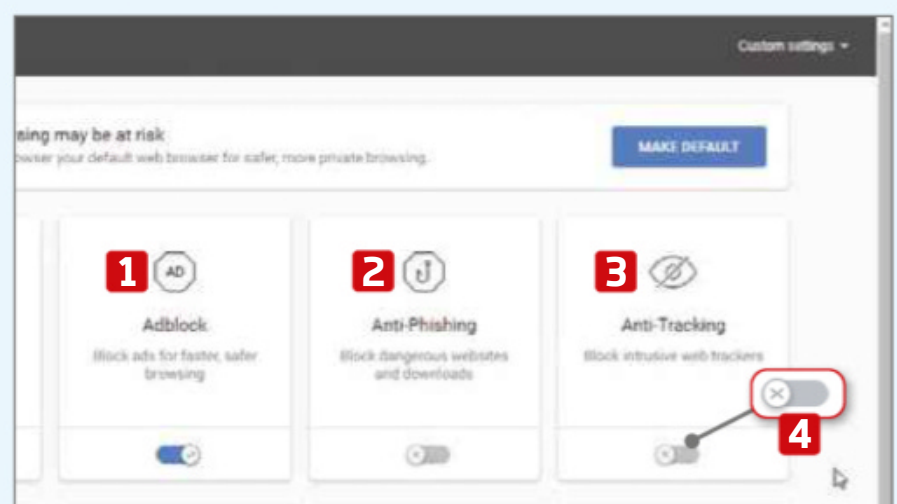 Custom settings
sing may be at risk
owser your default web browser for safer, more private browsing.
MAKE DEFAULT
1
AD
2
3
Adblock
Anti-Phishing
Anti-Tracking
Block ads for faster, safer
browsing
Block dangerous websites
and downloads
Block intrusive web trackers
4